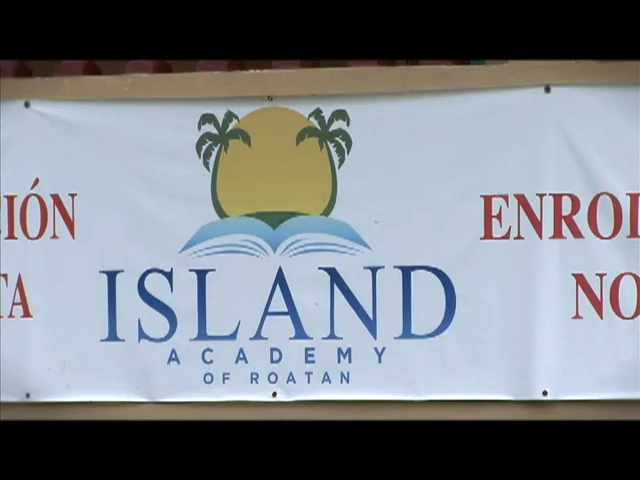 IÓN
TA
ISLAND
ACADEMY
OF ROATAN
ENROL
NO